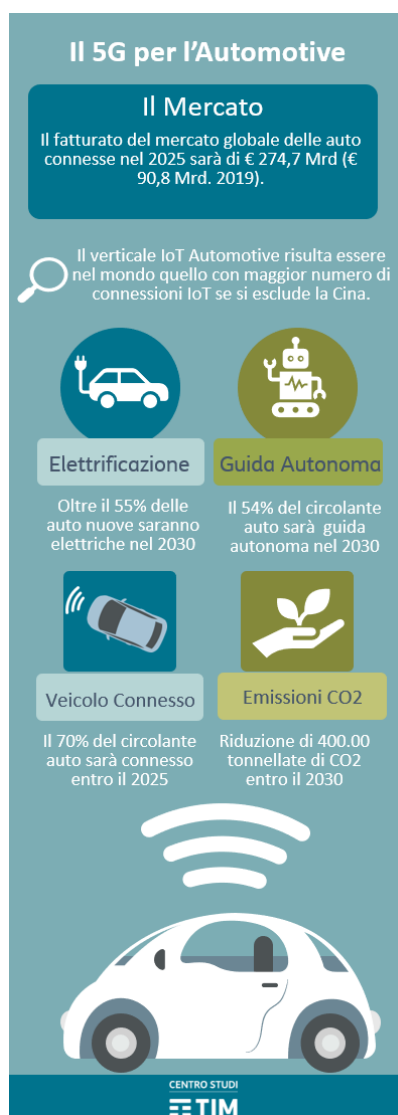 Il 5G per l'Automotive
Il Mercato
Il fatturato del mercato globale delle auto
connesse nel 2025 sarà di € 274,7 Mrd (€
90,8 Mrd. 2019).
Il verticale IoT Automotive risulta essere
nel mondo quello con maggior numero di
connessioni IoT se si esclude la Cina.
Elettrificazione
Oltre il 55% delle
auto nuove saranno
elettriche nel 2030
Guida Autonoma
Il 54% del circolante
auto sarà guida
autonoma nel 2030
Veicolo Connesso
Il 70% del circolante
auto sarà connesso
entro il 2025
Emissioni CO2
Riduzione di 400.00
tonnellate di CO2
entro il 2030
CENTRO STUDI
TIM